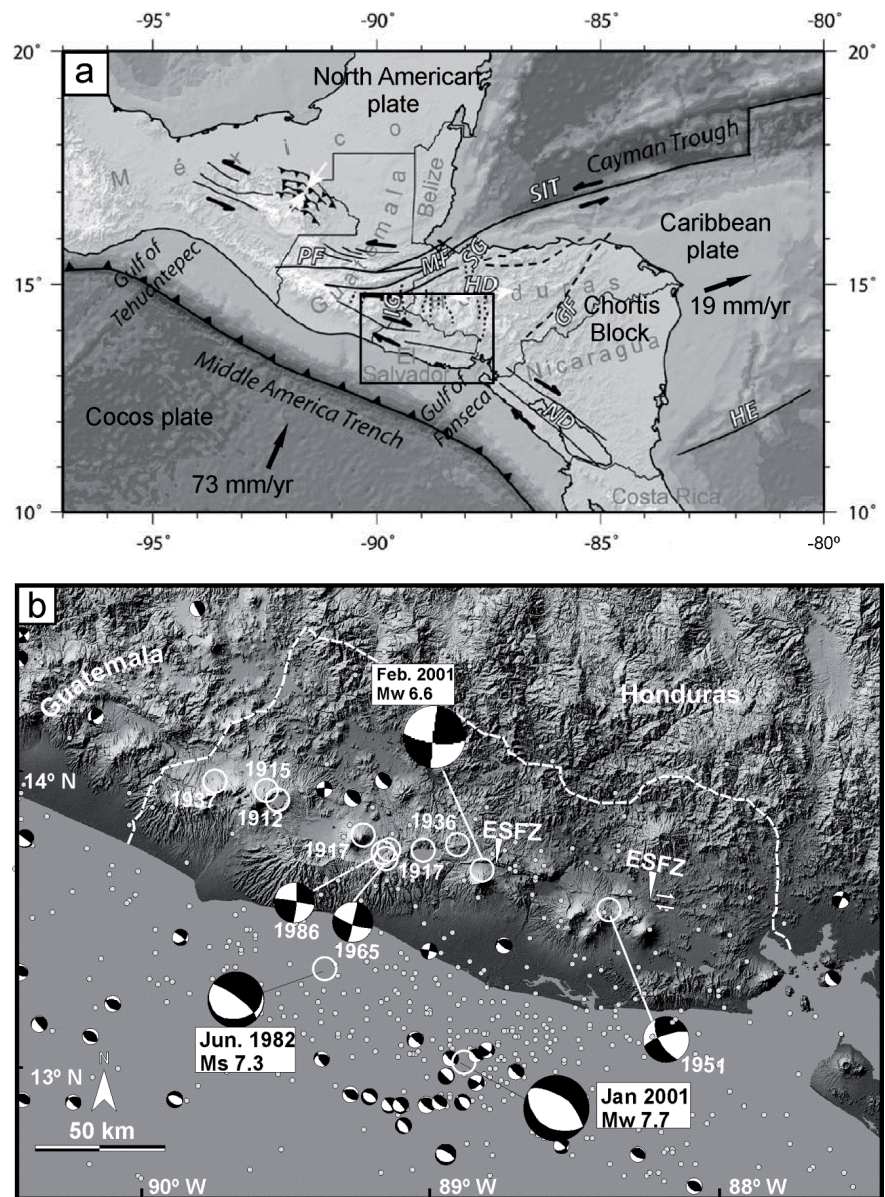 -95°
-90°
-85°
-80°
20°
20°
a
North American
plate
México
Belize
Guatemala
Cayman Trough
SIT
Caribbean
plate
Gulf of
Tehuantepec
PF
MF
SG
15°
15°
HD
Honduras
19 mm/yr
IG
GF
Chortis
Block
El
Salvador
Nicaragua
Middle America Trench
Gulf of
Fonseca
Cocos plate
ND
HE
73 mm/yr
Costa Rica
10°
10°
-95°
-90°
-85°
-80°
b
Guatemala
Feb. 2001
Mw 6.6
Honduras
14° N
1915
1937
1912
1936
1917
ESFZ
1917
ESFZ
1986
1965
Jun. 1982
Ms 7.3
1951
N
13° N
Jan 2001
Mw 7.7
50 km
90° W
89° W
88° W